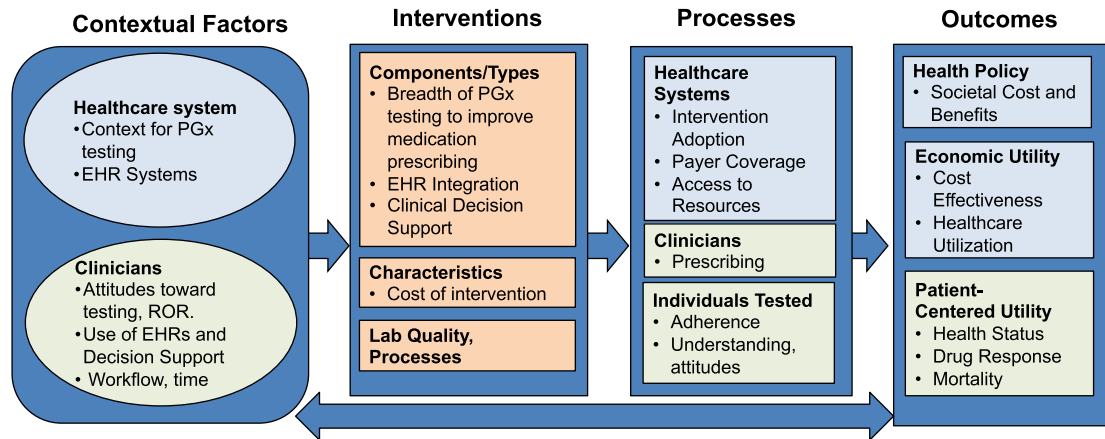 Contextual Factors
Healthcare system
•Context for PGx
testing
•EHR Systems
Clinicians
•Attitudes toward
testing, ROR.
•Use of EHRs and
Decision Support
• Workflow, time
Interventions
Components/Types
• Breadth of PGx
testing to improve
medication
prescribing
• EHR Integration
• Clinical Decision
Support
Characteristics
• Cost of intervention
Lab Quality,
Processes
Processes
Healthcare
Systems
• Intervention
Adoption
• Payer Coverage
• Access to
Resources
Clinicians
• Prescribing
Individuals Tested
• Adherence
• Understanding,
attitudes
Outcomes
Health Policy
• Societal Cost and
Benefits
Economic Utility
• Cost
Effectiveness
• Healthcare
Utilization
Patient-
Centered Utility
• Health Status
• Drug Response
• Mortality